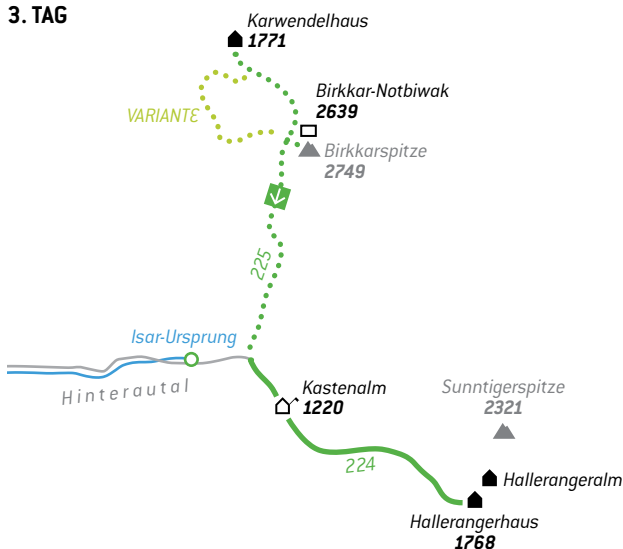 3. TAG
Karwendelhaus
1771
Birkkar-Notbiwak
2639
VARIANTE
Birkkarspitze
2749
225
Isar-Ursprung
Hinterautal
Kastenalm
1220
Sunntigerspitze
2321
224
Hallerangeralm
Hallerangerhaus
1768